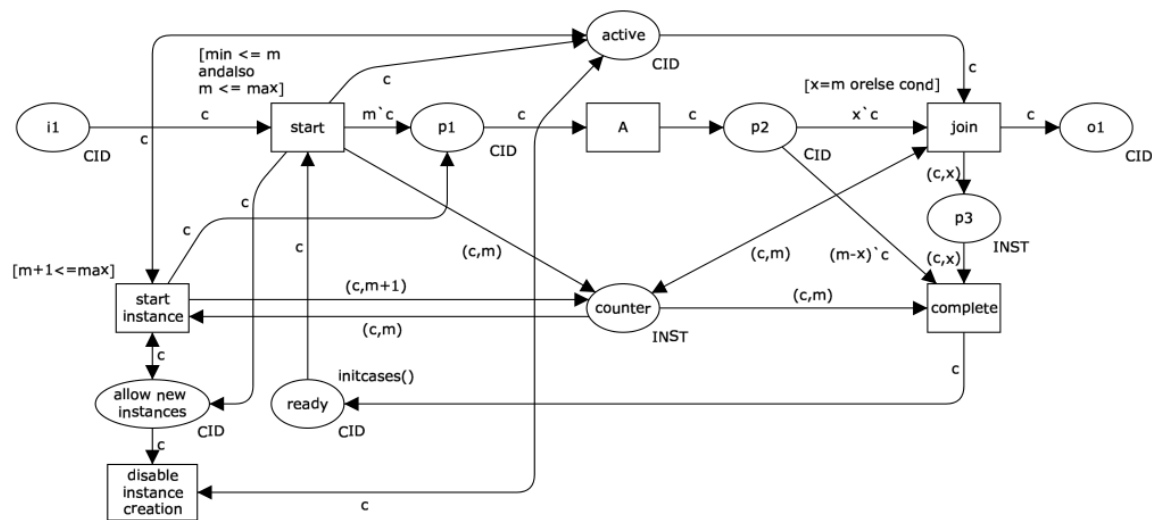 active
CID
[min <= m
andalso
m <= max]
c
[x=m orelse cond]
c
i1
CID
c
c
start
m`c
p1
CID
c
A
c
p2
CID
x`c
join
c
o1
CID
(c,x)
p3
INST
c
c
c
(c,m)
(c,m)
(m-x)`c
(c,x)
[m+1<=max]
start
instance
(c,m+1)
(c,m)
counter
INST
(c,m)
complete
c
allow new
instances
CID
initcases()
ready
CID
c
c
disable
instance
creation
c